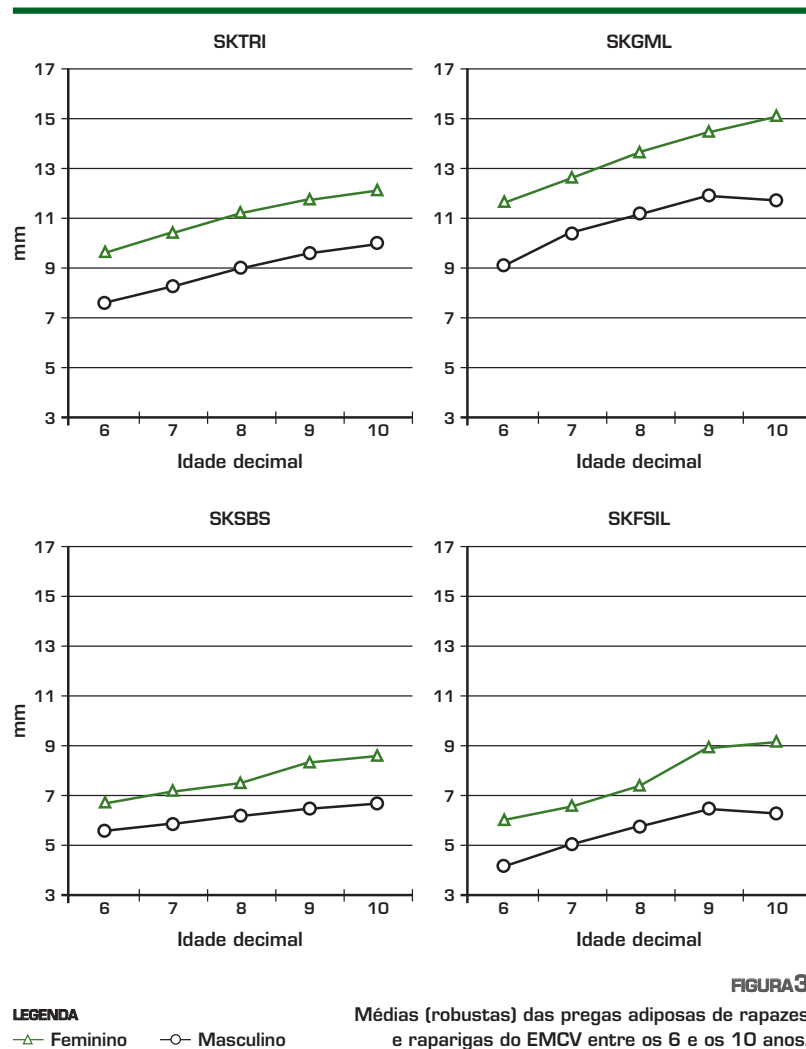 SKTRI
17
15
13
11
9
7
5
3
mm
6 7 8 9 10
Idade decimal
SKGML
17
15
13
11
9
7
5
3
6 7 8 9 10
Idade decimal
SKSBS
17
15
13
11
9
7
5
3
mm
6 7 8 9 10
Idade decimal
SKFSIL
17
15
13
11
9
7
5
3
6 7 8 9 10
Idade decimal
FIGURA3
LEGENDA
Feminino Masculino
Médias (robustas) das pregas adiposas de rapazes
e raparigas do EMCV entre os 6 e os 10 anos.